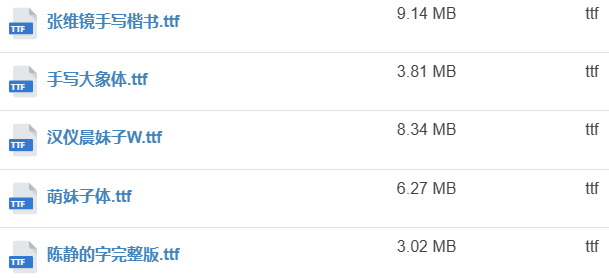 张维镜手写楷书.ttf 9.14 MB ttf
TTF
手写大象体.ttf 3.81 MB ttf
TTF
汉仪晨妹子W.ttf 8.34 MB ttf
TTF
萌妹子体.ttf 6.27 MB ttf
TTF
陈静的字完整版.ttf 3.02 MB ttf
TTF